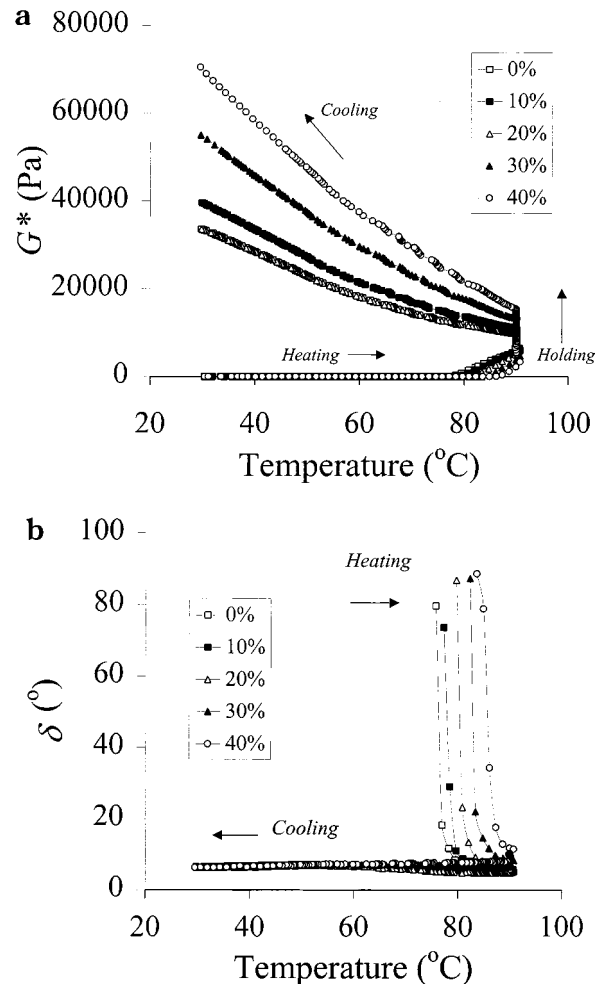 a
80000
60000
40000
20000
0
G* (Pa)
0%
10%
20%
30%
40%
Cooling
Heating
Holding
20 40 60 80 100
Temperature (°C)
b
100
80
60
40
20
0
δ (°)
Heating
0%
10%
20%
30%
40%
Cooling
20 40 60 80 100
Temperature (°C)